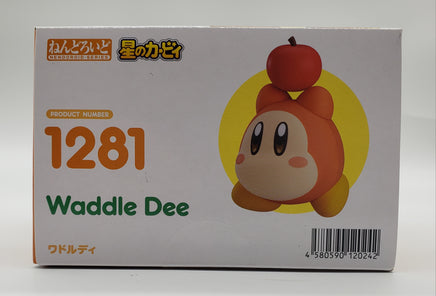 ねんどろいど
NENDOROID SERIES
星のカービィ
PRODUCT NUMBER
1281
Waddle Dee
ワドルディ
4 580590 120242